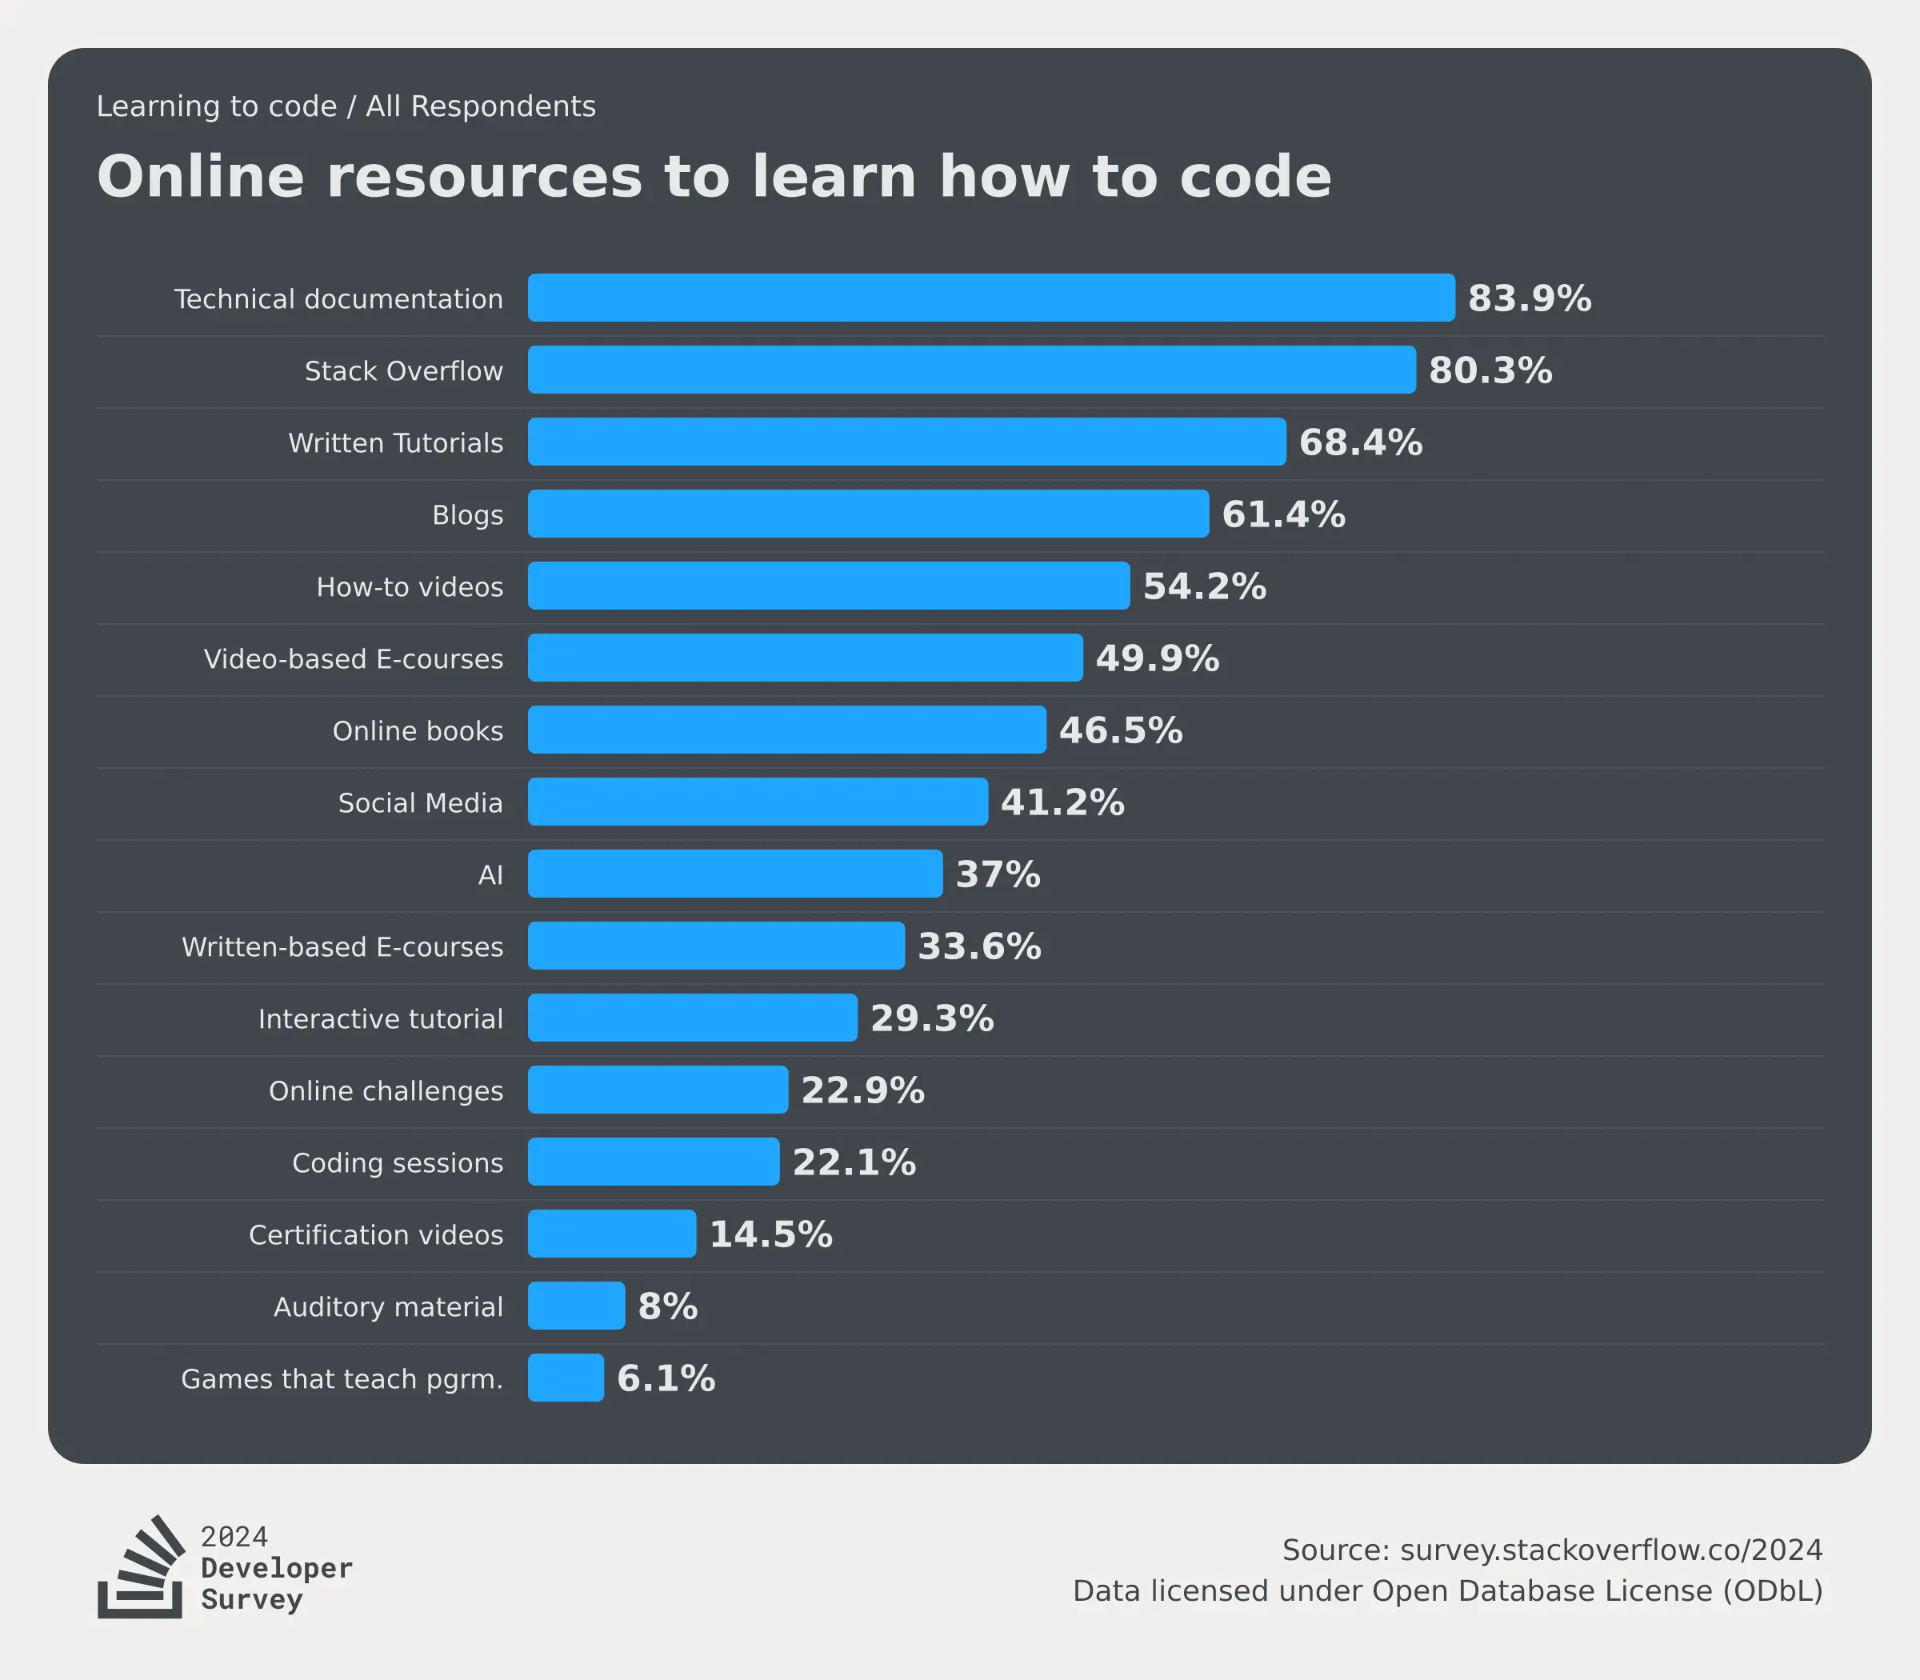 Learning to code / All Respondents
Online resources to learn how to code
Technical documentation 83.9%
Stack Overflow 80.3%
Written Tutorials 68.4%
Blogs 61.4%
How-to videos 54.2%
Video-based E-courses 49.9%
Online books 46.5%
Social Media 41.2%
AI 37%
Written-based E-courses 33.6%
Interactive tutorial 29.3%
Online challenges 22.9%
Coding sessions 22.1%
Certification videos 14.5%
Auditory material 8%
Games that teach pgrm. 6.1%
2024
Developer
Survey
Source: survey.stackoverflow.co/2024
Data licensed under Open Database License (ODbL)